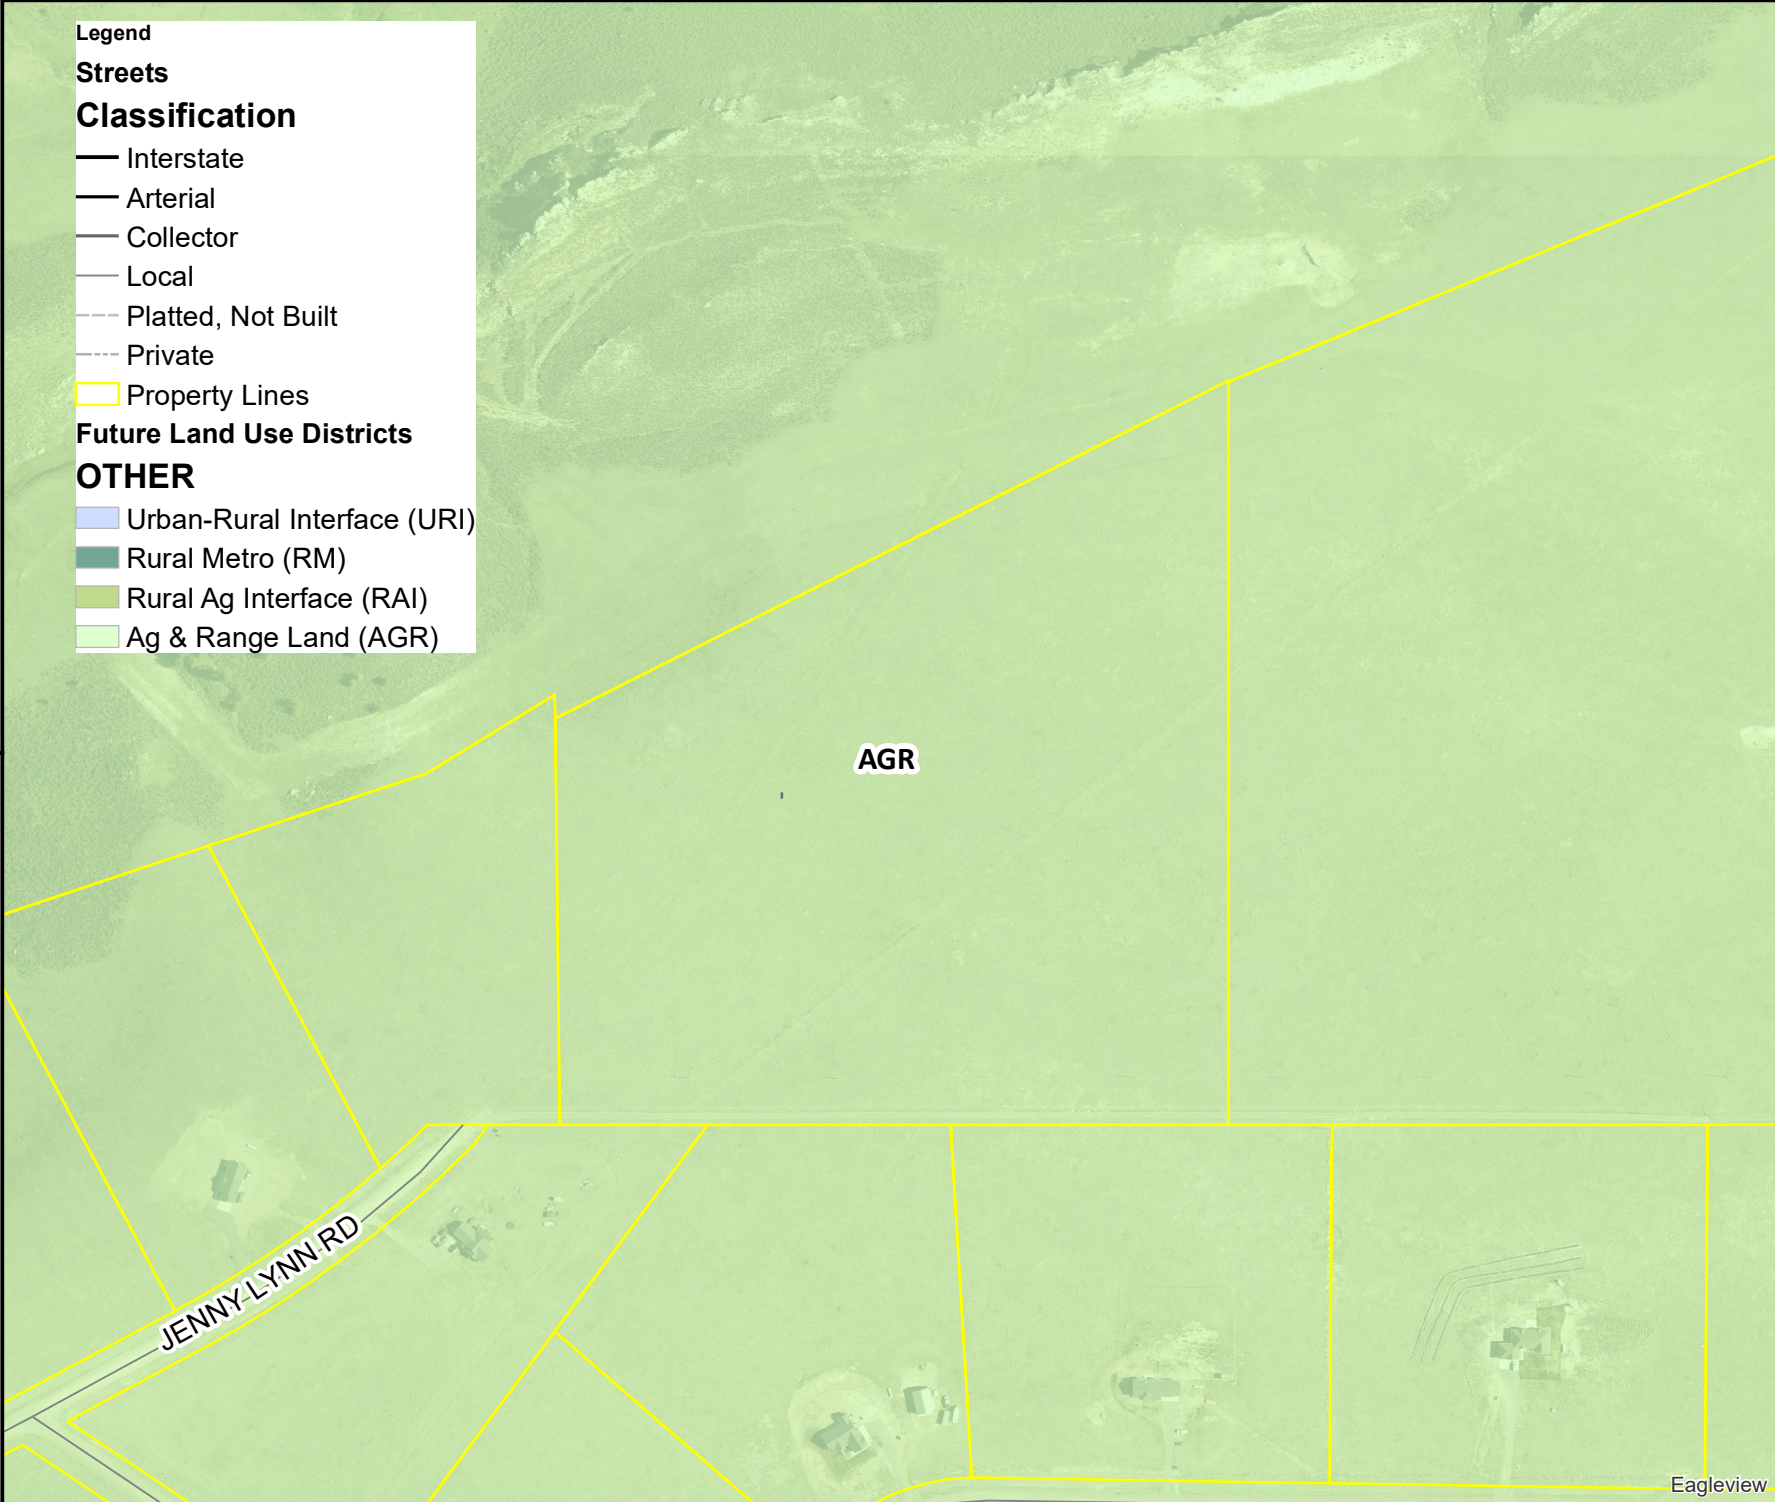 Legend
Streets
Classification
Interstate
Arterial
Collector
Local
Platted, Not Built
Private
Property Lines
Future Land Use Districts
OTHER
Urban-Rural Interface (URI)
Rural Metro (RM)
Rural Ag Interface (RAI)
Ag & Range Land (AGR)
AGR
JENNY LYNN RD
Eagleview